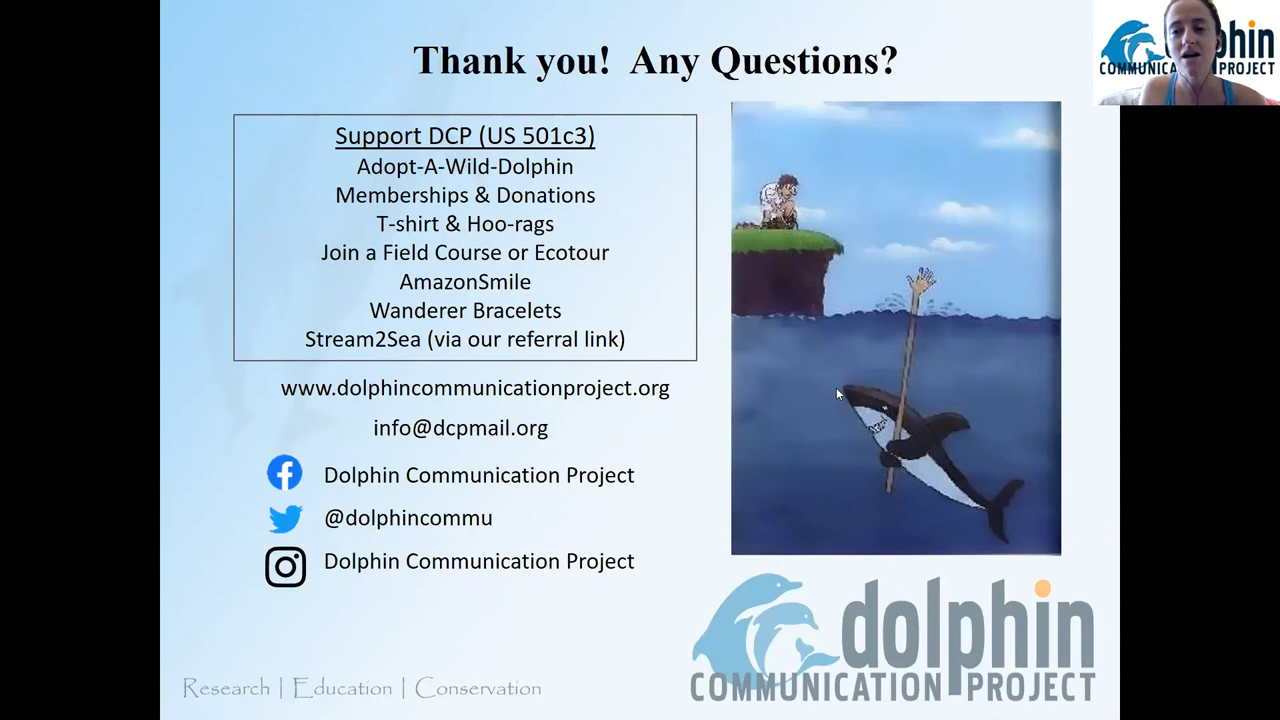 Thank you! Any Questions?
Support DCP (US 501c3)
Adopt-A-Wild-Dolphin
Memberships & Donations
T-shirt & Hoo-rags
Join a Field Course or Ecotour
AmazonSmile
Wanderer Bracelets
Stream2Sea (via our referral link)
www.dolphincommunicationproject.org
info@dcpmail.org
Dolphin Communication Project
@dolphincommu
Dolphin Communication Project
Research | Education | Conservation
dolphin
COMMUNICATION PROJECT